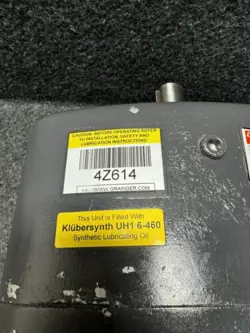 CAUTION: BEFORE OPERATING REFER
TO INSTALLATION, SAFETY AND
LUBRICATION INSTRUCTIONS
4Z614
WWW.GRAINGER.COM
This Unit is Filled With
Klübersynth UH1 6-460
Synthetic Lubricating Oil